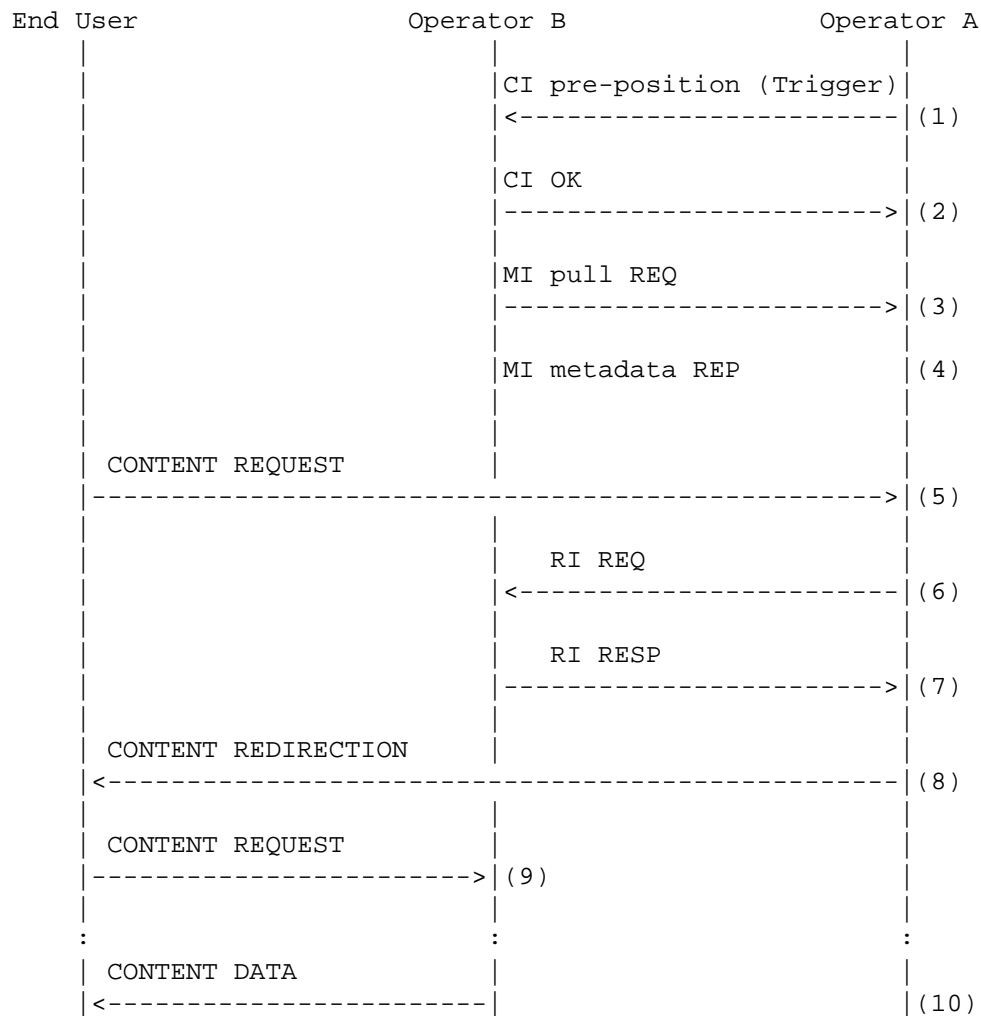 End User Operator B Operator A
CI pre-position (Trigger)
(1)
CI OK
(2)
MI pull REQ
(3)
MI metadata REP (4)
CONTENT REQUEST
(5)
RI REQ
(6)
RI RESP
(7)
CONTENT REDIRECTION
(8)
CONTENT REQUEST
(9)
: : :
CONTENT DATA
(10)